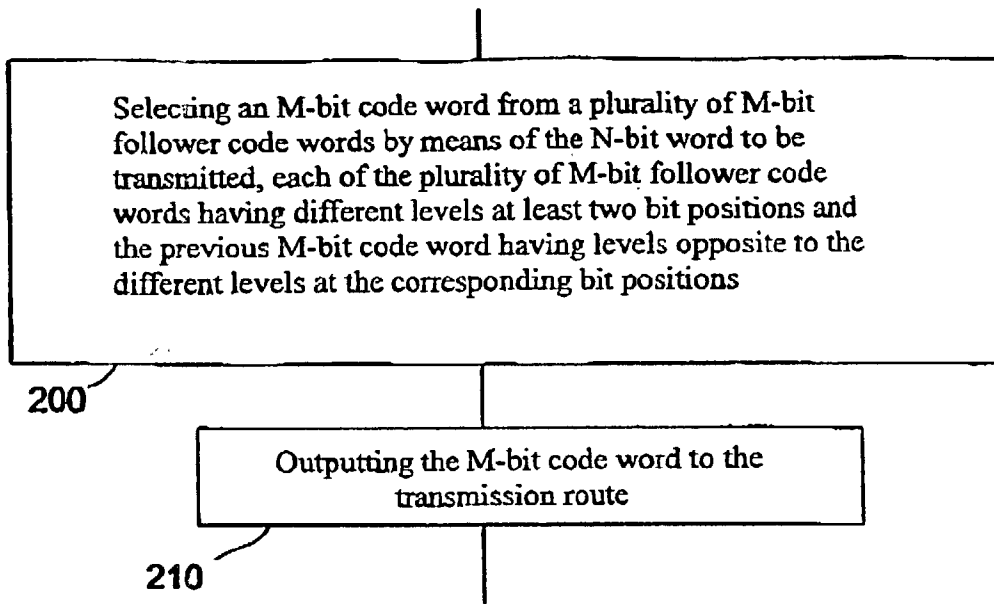 Selecting an M-bit code word from a plurality of M-bit
follower code words by means of the N-bit word to be
transmitted, each of the plurality of M-bit follower code
words having different levels at least two bit positions and
the previous M-bit code word having levels opposite to the
different levels at the corresponding bit positions
200
Outputting the M-bit code word to the
transmission route
210